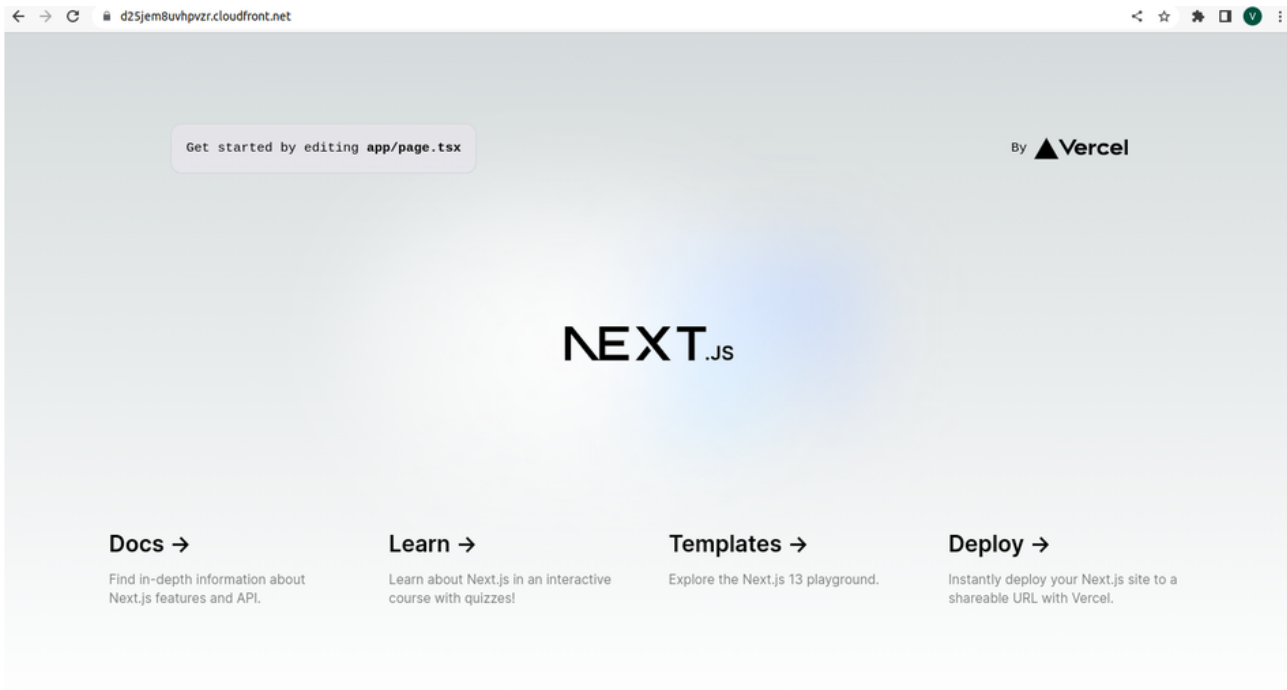 d25jem8uvhpvzr.cloudfront.net
V
Get started by editing app/page.tsx
By Vercel
NEXT.JS
Docs →
Find in-depth information about
Next.js features and API.
Learn →
Learn about Next.js in an interactive
course with quizzes!
Templates →
Explore the Next.js 13 playground.
Deploy →
Instantly deploy your Next.js site to a
shareable URL with Vercel.